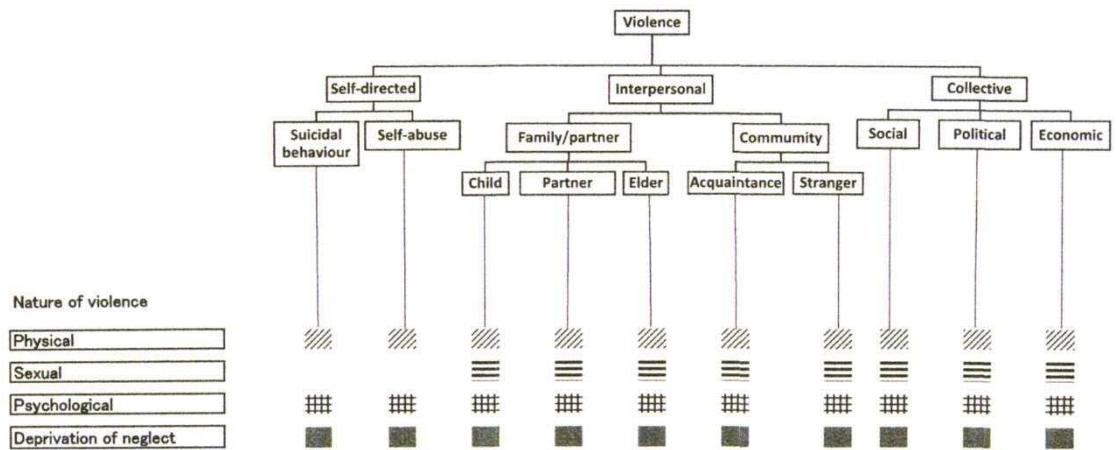 Violence
Self-directed
Interpersonal
Collective
Suicidal
behaviour
Self-abuse
Family/partner
Commumity
Social
Political
Economic
Child
Partner
Elder
Acquaintance
Stranger
Nature of violence
Physical
Sexual
Psychological
Deprivation of neglect